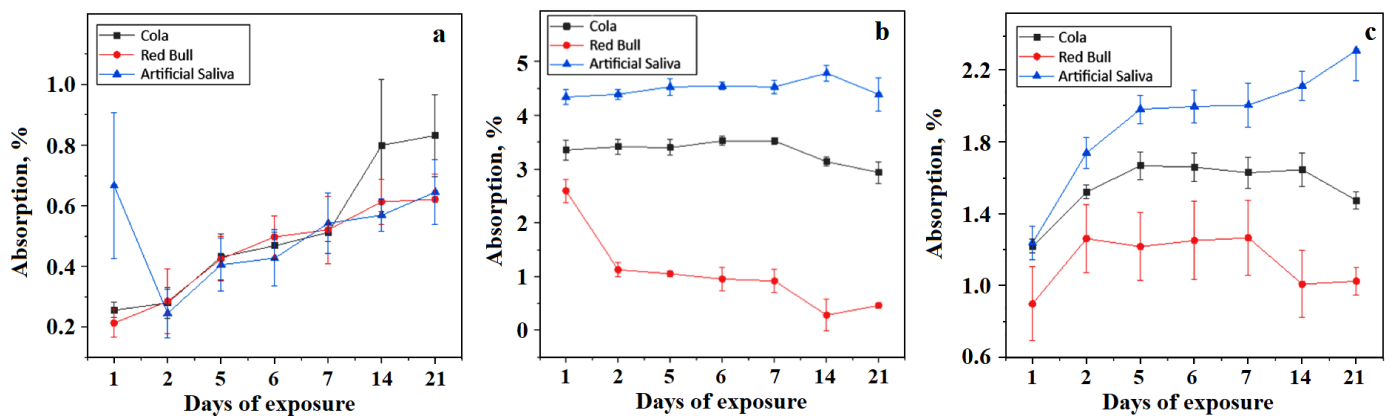 a
Cola
Red Bull
Artificial Saliva
Absorption, %
1.0
0.8
0.6
0.4
0.2
1 2 5 6 7 14 21
Days of exposure
b
Cola
Red Bull
Artificial Saliva
Absorption, %
5
4
3
2
1
0
1 2 5 6 7 14 21
Days of exposure
c
Cola
Red Bull
Artificial Saliva
Absorption, %
2.2
1.8
1.4
1.0
0.6
1 2 5 6 7 14 21
Days of exposure